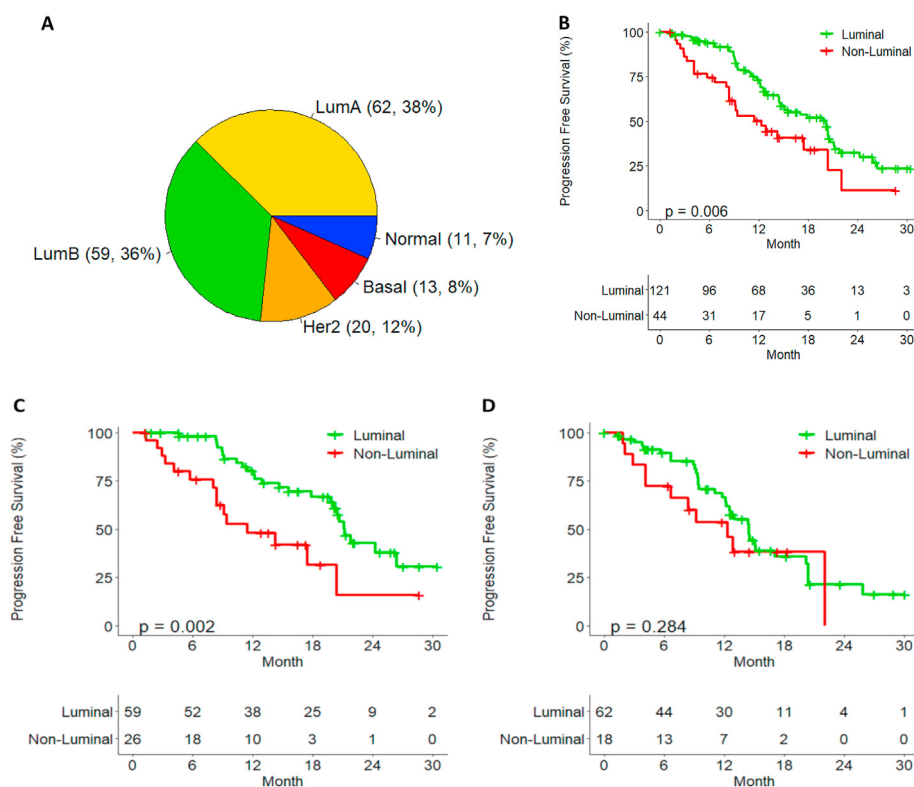 A
LumA (62, 38%)
LumB (59, 36%)
Normal (11, 7%)
Basal (13, 8%)
Her2 (20, 12%)
B
Progression Free Survival (%)
100
75
50
25
0
Luminal
Non-Luminal
p = 0.006
0 6 12 18 24 30
Month
Luminal 121 96 68 36 13 3
Non-Luminal 44 31 17 5 1 0
0 6 12 18 24 30
Month
C
Progression Free Survival (%)
100
75
50
25
0
Luminal
Non-Luminal
p = 0.002
0 6 12 18 24 30
Month
Luminal 59 52 38 25 9 2
Non-Luminal 26 18 10 3 1 0
0 6 12 18 24 30
Month
D
Progression Free Survival (%)
100
75
50
25
0
Luminal
Non-Luminal
p = 0.284
0 6 12 18 24 30
Month
Luminal 62 44 30 11 4 1
Non-Luminal 18 13 7 2 0 0
0 6 12 18 24 30
Month